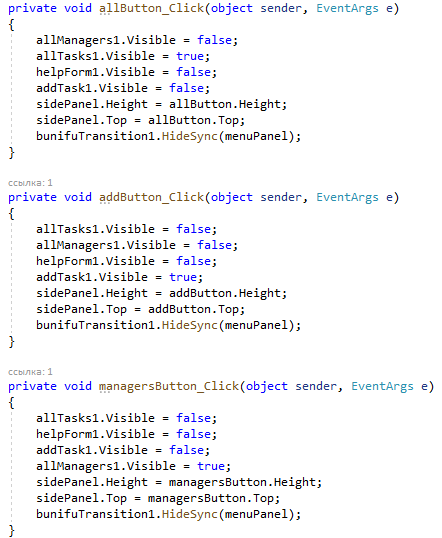 private void allButton_Click(object sender, EventArgs e)
{
allManagers1.Visible = false;
allTasks1.Visible = true;
helpForm1.Visible = false;
addTask1.Visible = false;
sidePanel.Height = allButton.Height;
sidePanel.Top = allButton.Top;
bunifuTransition1.HideSync(menuPanel);
}
ссылка: 1
private void addButton_Click(object sender, EventArgs e)
{
allTasks1.Visible = false;
allManagers1.Visible = false;
helpForm1.Visible = false;
addTask1.Visible = true;
sidePanel.Height = addButton.Height;
sidePanel.Top = addButton.Top;
bunifuTransition1.HideSync(menuPanel);
}
ссылка: 1
private void managersButton_Click(object sender, EventArgs e)
{
allTasks1.Visible = false;
helpForm1.Visible = false;
addTask1.Visible = false;
allManagers1.Visible = true;
sidePanel.Height = managersButton.Height;
sidePanel.Top = managersButton.Top;
bunifuTransition1.HideSync(menuPanel);
}